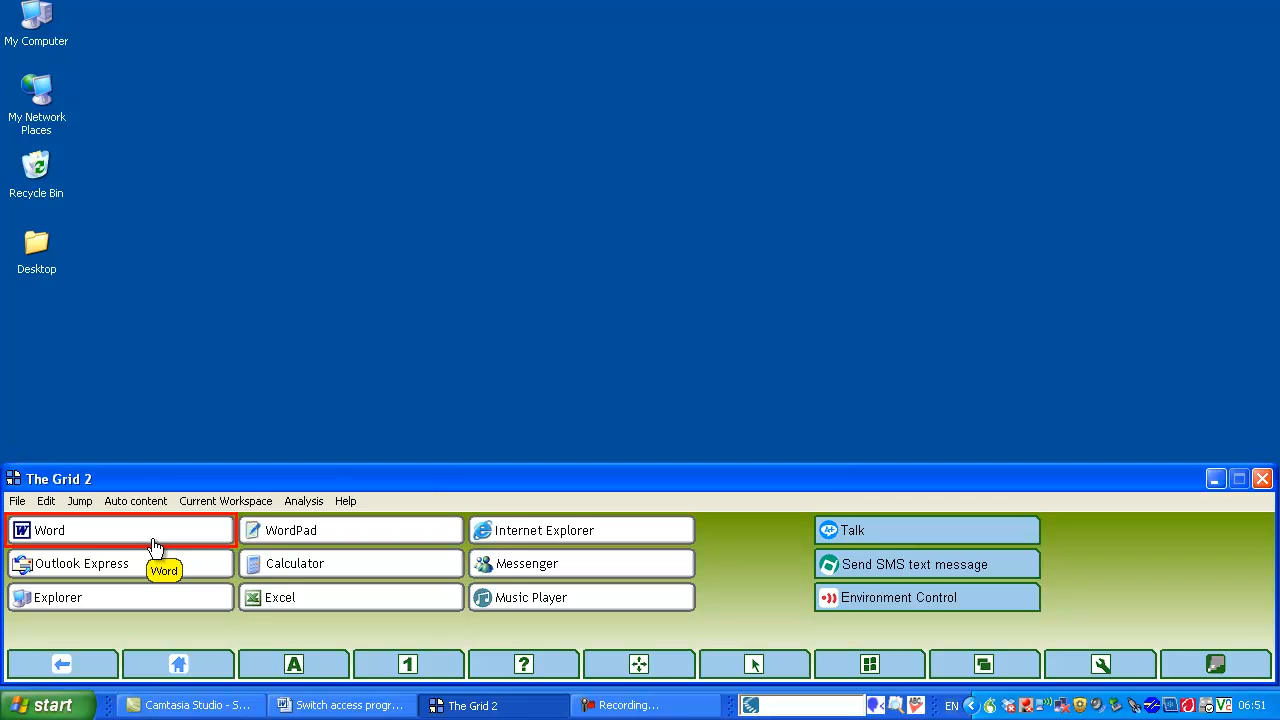 My Computer
My Network
Places
Recycle Bin
Desktop
The Grid 2
File Edit Jump Auto content Current Workspace Analysis Help
Word WordPad Internet Explorer Talk
Outlook Express Calculator Messenger Send SMS text message
Word
Explorer Excel Music Player Environment Control
A 1 ?
start Camtasia Studio - S... Switch access progr... The Grid 2 Recording... EN 06:51